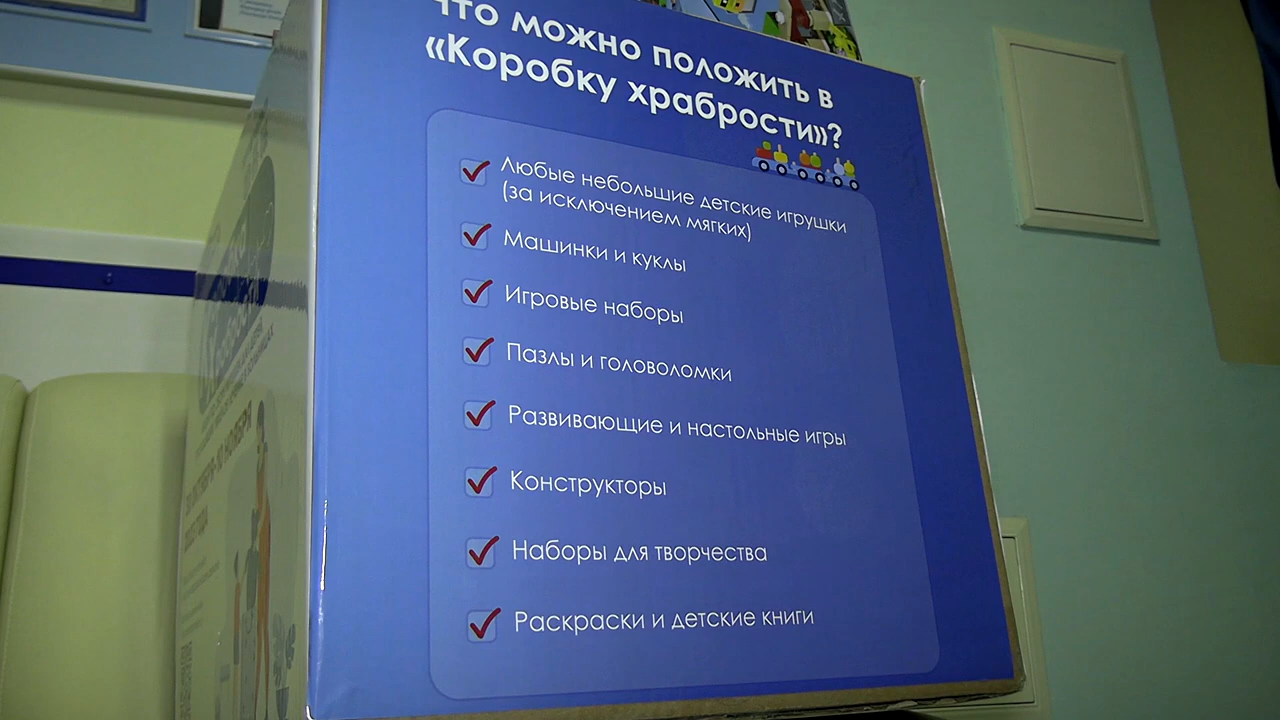 Что можно положить в
«Коробку храбрости»?
Любые небольшие детские игрушки
(за исключением мягких)
Машинки и куклы
Игровые наборы
Пазлы и головоломки
Развивающие и настольные игры
Конструкторы
Наборы для творчества
Раскраски и детские книги